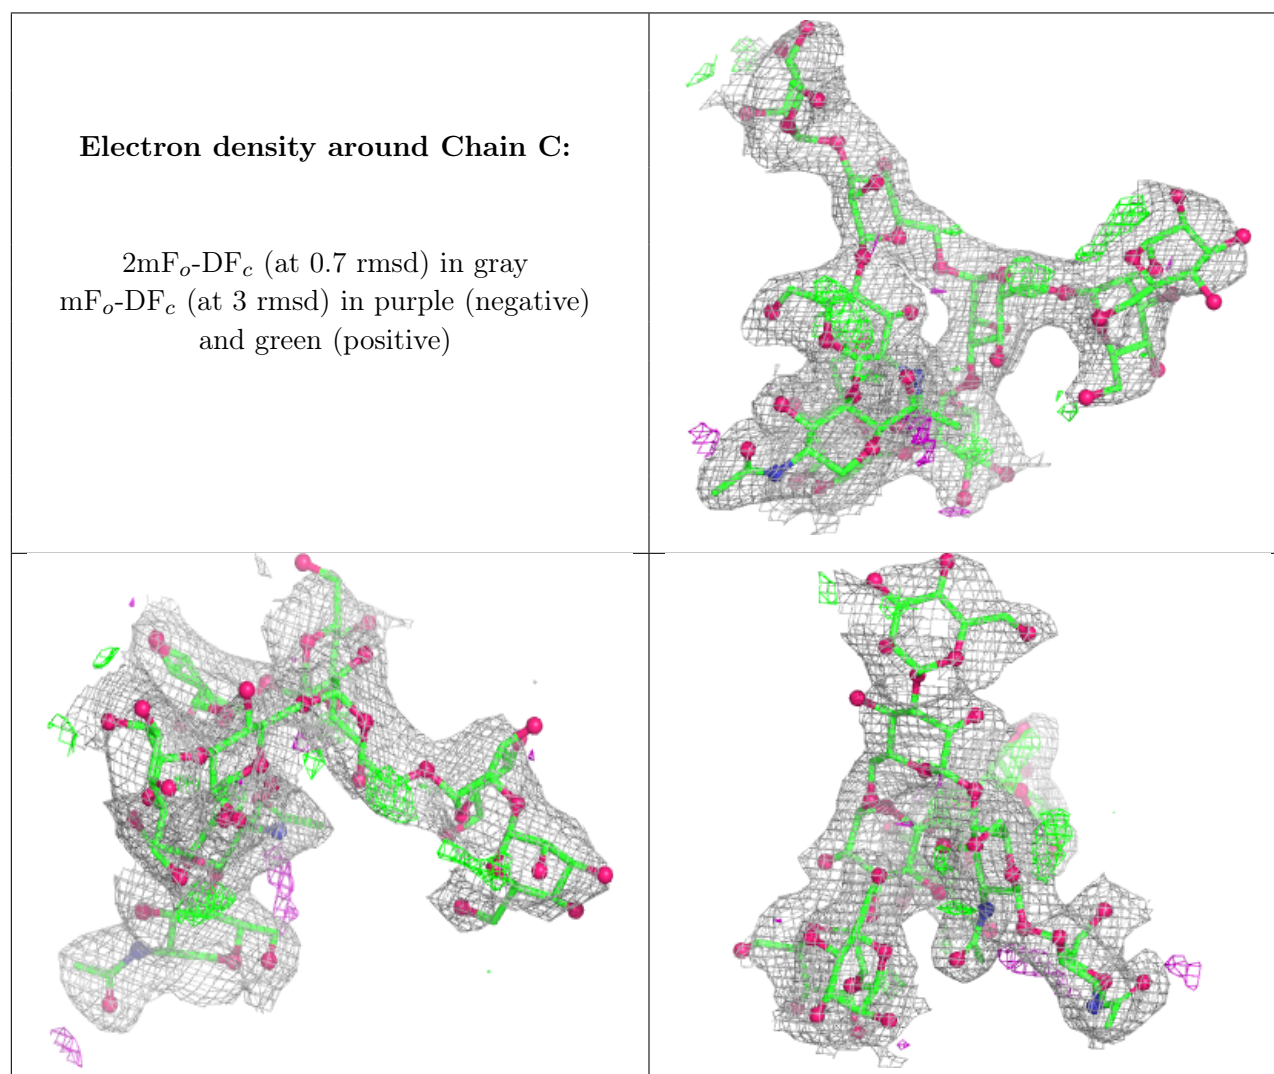 Electron density around Chain C:
2mFₒ-DF𝒸 (at 0.7 rmsd) in gray
mFₒ-DF𝒸 (at 3 rmsd) in purple (negative)
and green (positive)